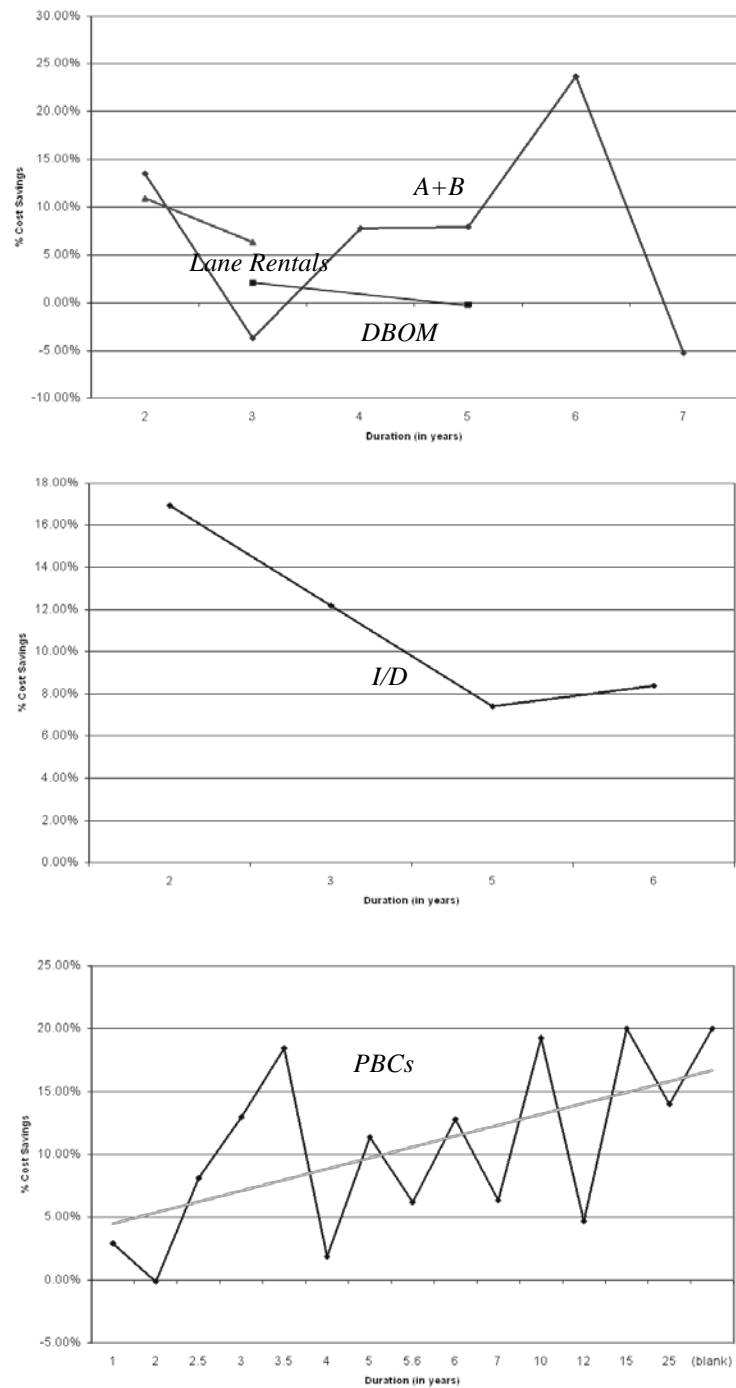 30.00%
25.00%
20.00%
15.00%
10.00%
5.00%
0.00%
-5.00%
-10.00%
% Cost Savings
A+B
Lane Rentals
DBOM
2 3 4 5 6 7
Duration (in years)
18.00%
16.00%
14.00%
12.00%
10.00%
8.00%
6.00%
4.00%
2.00%
0.00%
% Cost Savings
I/D
2 3 5 6
Duration (in years)
25.00%
20.00%
15.00%
10.00%
5.00%
0.00%
-5.00%
% Cost Savings
PBCs
1 2 2.5 3 3.5 4 5 5.6 6 7 10 12 15 25 (blank)
Duration (in years)